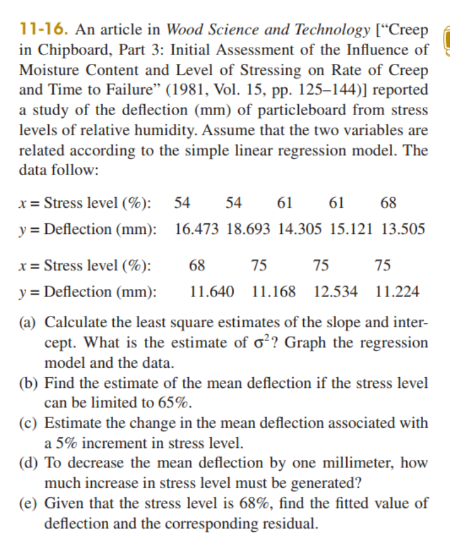 11-16. An article in Wood Science and Technology [“Creep
in Chipboard, Part 3: Initial Assessment of the Influence of
Moisture Content and Level of Stressing on Rate of Creep
and Time to Failure” (1981, Vol. 15, pp. 125–144)] reported
a study of the deflection (mm) of particleboard from stress
levels of relative humidity. Assume that the two variables are
related according to the simple linear regression model. The
data follow:
x = Stress level (%): 54 54 61 61 68
y = Deflection (mm): 16.473 18.693 14.305 15.121 13.505
x = Stress level (%): 68 75 75 75
y = Deflection (mm): 11.640 11.168 12.534 11.224
(a) Calculate the least square estimates of the slope and inter-
cept. What is the estimate of σ²? Graph the regression
model and the data.
(b) Find the estimate of the mean deflection if the stress level
can be limited to 65%.
(c) Estimate the change in the mean deflection associated with
a 5% increment in stress level.
(d) To decrease the mean deflection by one millimeter, how
much increase in stress level must be generated?
(e) Given that the stress level is 68%, find the fitted value of
deflection and the corresponding residual.